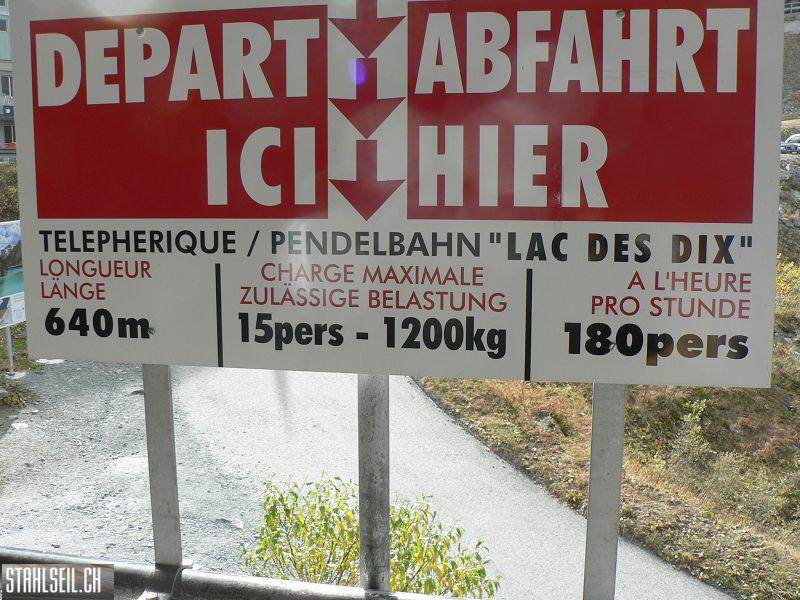 DEPART ABFAHRT
ICI HIER
TELEPHERIQUE / PENDELBAHN "LAC DES DIX"
LONGUEUR
LÄNGE
640m
CHARGE MAXIMALE
ZULÄSSIGE BELASTUNG
15pers - 1200kg
A L'HEURE
PRO STUNDE
180pers
STAHLSEIL.CH